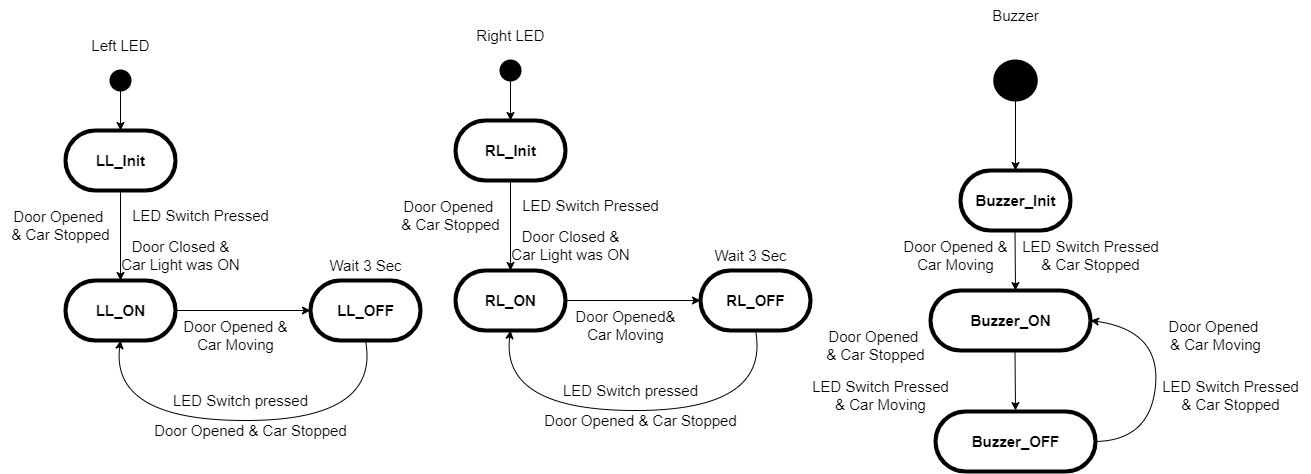 Left LED
LL_Init
Door Opened
& Car Stopped
LED Switch Pressed
Door Closed &
Car Light was ON
LL_ON
Door Opened &
Car Moving
Wait 3 Sec
LL_OFF
LED Switch pressed
Door Opened & Car Stopped
Right LED
RL_Init
Door Opened
& Car Stopped
LED Switch Pressed
Door Closed &
Car Light was ON
RL_ON
Door Opened&
Car Moving
Wait 3 Sec
RL_OFF
LED Switch pressed
Door Opened & Car Stopped
Buzzer
Buzzer_Init
Door Opened &
Car Moving
LED Switch Pressed
& Car Stopped
Buzzer_ON
Door Opened
& Car Stopped
LED Switch Pressed
& Car Moving
Door Opened
& Car Moving
LED Switch Pressed
& Car Stopped
Buzzer_OFF